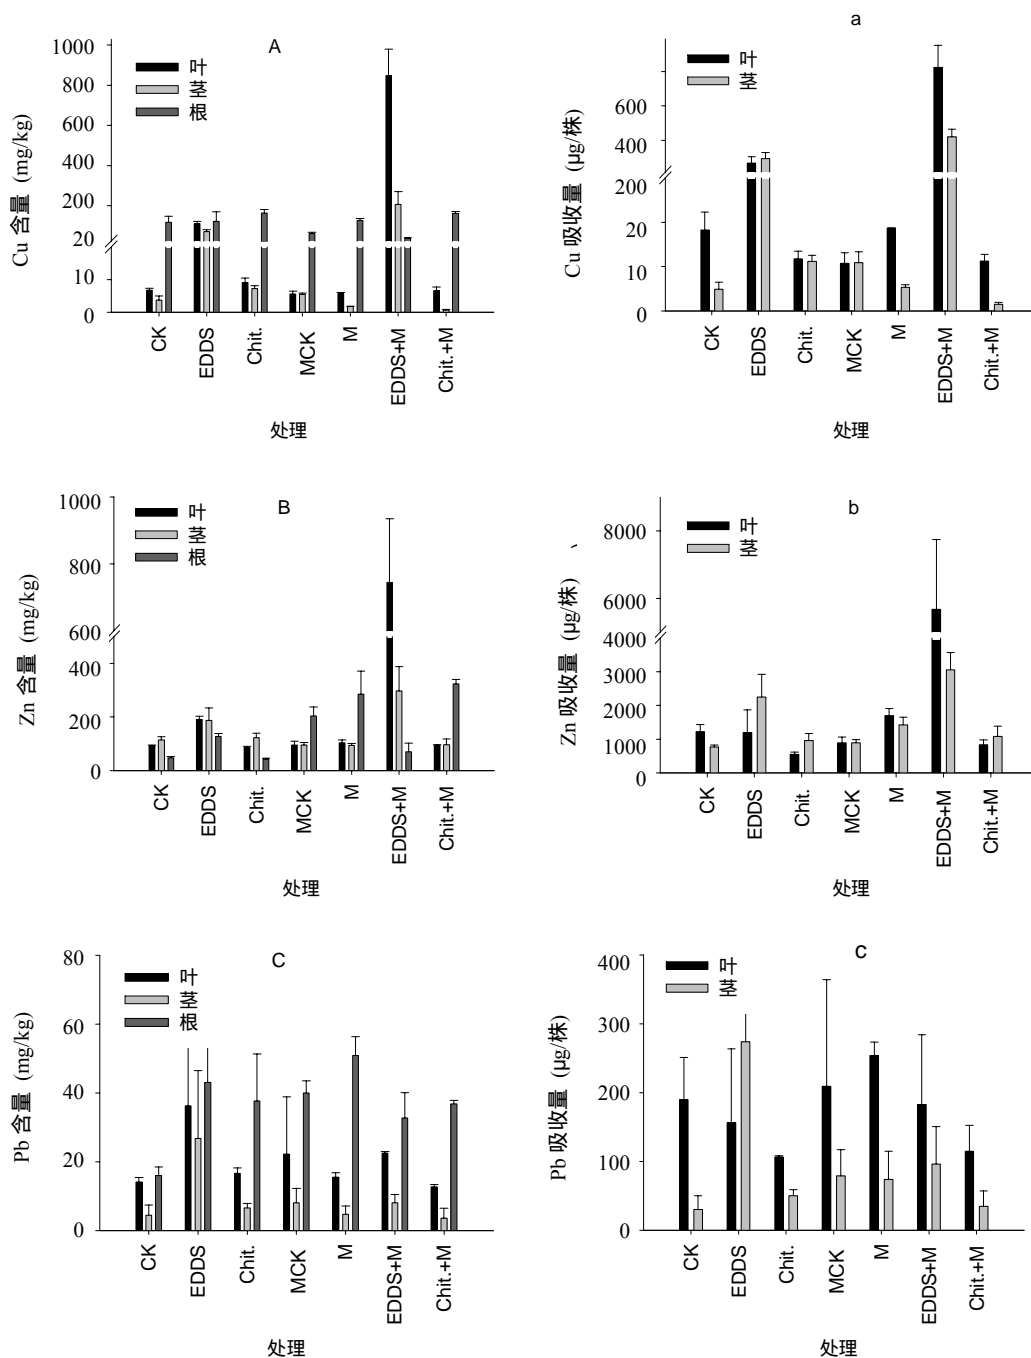 A
Cu 含量 (mg/kg)
1000
800
600
400
200
20
10
0
叶
茎
根
CK
EDDS
Chit.
MCK
M
EDDS+M
Chit.+M
处理
a
Cu 吸收量 (μg/株)
600
400
200
20
10
0
叶
茎
CK
EDDS
Chit.
MCK
M
EDDS+M
Chit.+M
处理
B
Zn 含量 (mg/kg)
1000
800
600
400
200
0
叶
茎
根
CK
EDDS
Chit.
MCK
M
EDDS+M
Chit.+M
处理
b
Zn 吸收量 (μg/株)
、
8000
6000
4000
3000
2000
1000
0
叶
茎
CK
EDDS
Chit.
MCK
M
EDDS+M
Chit.+M
处理
C
Pb 含量 (mg/kg)
80
60
40
20
0
叶
茎
根
CK
EDDS
Chit.
MCK
M
EDDS+M
Chit.+M
处理
c
Pb 吸收量 (μg/株)
400
300
200
100
0
叶
茎
CK
EDDS
Chit.
MCK
M
EDDS+M
Chit.+M
处理